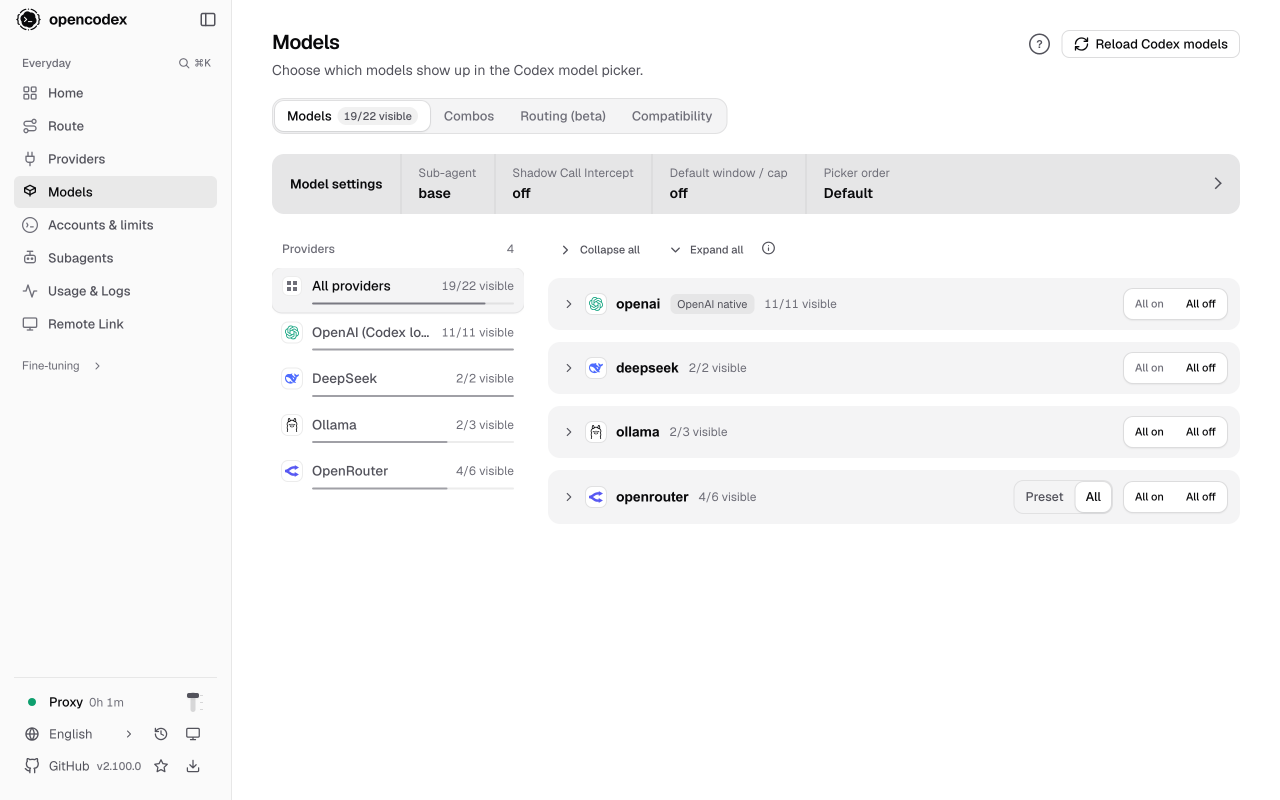 opencodex
Everyday ⌘K
Home
Route
Providers
Models
Accounts & limits
Subagents
Usage & Logs
Remote Link
Fine-tuning
Proxy 0h 1m
English
GitHub v2.100.0
Models
Choose which models show up in the Codex model picker.
? Reload Codex models
Models 19/22 visible Combos Routing (beta) Compatibility
Model settings
Sub-agent
base
Shadow Call Intercept
off
Default window / cap
off
Picker order
Default
Providers 4
All providers 19/22 visible
OpenAI (Codex lo... 11/11 visible
DeepSeek 2/2 visible
Ollama 2/3 visible
OpenRouter 4/6 visible
Collapse all Expand all
openai OpenAI native 11/11 visible All on All off
deepseek 2/2 visible All on All off
ollama 2/3 visible All on All off
openrouter 4/6 visible Preset All All on All off